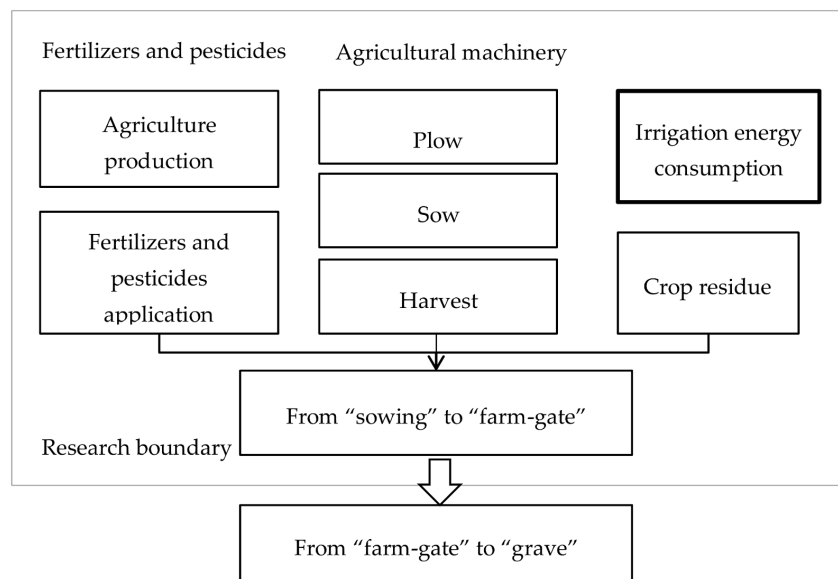 Fertilizers and pesticides
Agriculture
production
Fertilizers and
pesticides
application
Agricultural machinery
Plow
Sow
Harvest
Irrigation energy
consumption
Crop residue
From “sowing” to “farm-gate”
Research boundary
From “farm-gate” to “grave”